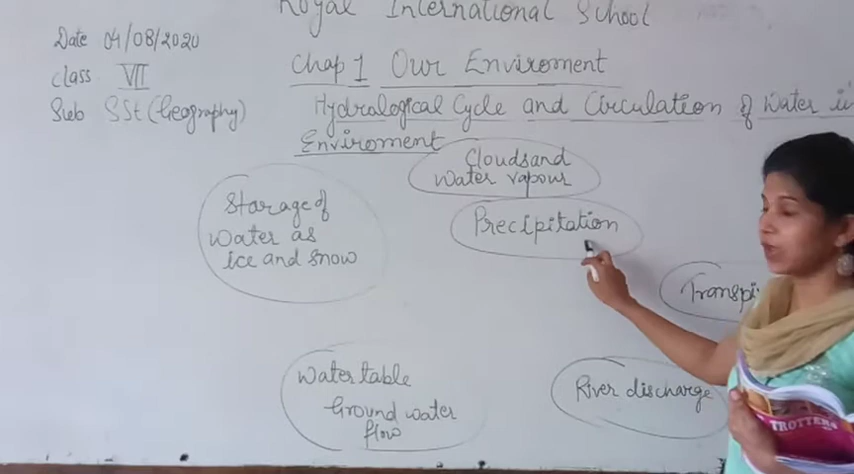 Royal International School
Date 04/08/2020
Class VII
Sub SSt (Geography)
Chap 1 Our Enviroment
Hydralogical Cycle and Circulation of Water in
Enviroment
Clouds and
Water vapour
Storage of
Water as
ice and snow
Precipitation
Transpi
Water table
Ground water
flow
River discharge
TROTTERS